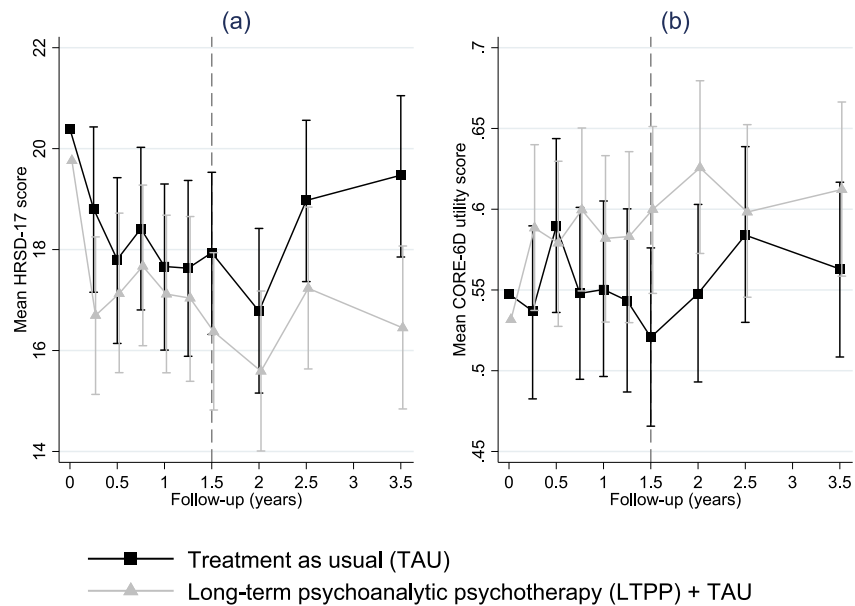 (a)
Mean HRSD-17 score
22
20
18
16
14
0 0.5 1 1.5 2 2.5 3 3.5
Follow-up (years)
(b)
Mean CORE-6D utility score
7.
.65
.6
.55
.5
.45
0 0.5 1 1.5 2 2.5 3 3.5
Follow-up (years)
Treatment as usual (TAU)
Long-term psychoanalytic psychotherapy (LTPP) + TAU